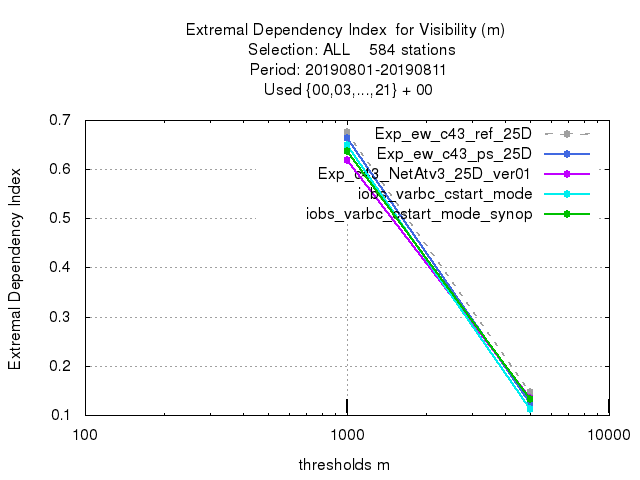 Extremal Dependency Index for Visibility (m)
Selection: ALL 584 stations
Period: 20190801-20190811
Used {00,03,...,21} + 00
Extremal Dependency Index
0.7
0.6
0.5
0.4
0.3
0.2
0.1
Exp_ew_c43_ref_25D
Exp_ew_c43_ps_25D
Exp_c43_NetAtv3_25D_ver01
iobs_varbc_cstart_mode
iobs_varbc_cstart_mode_synop
100
1000
10000
thresholds m